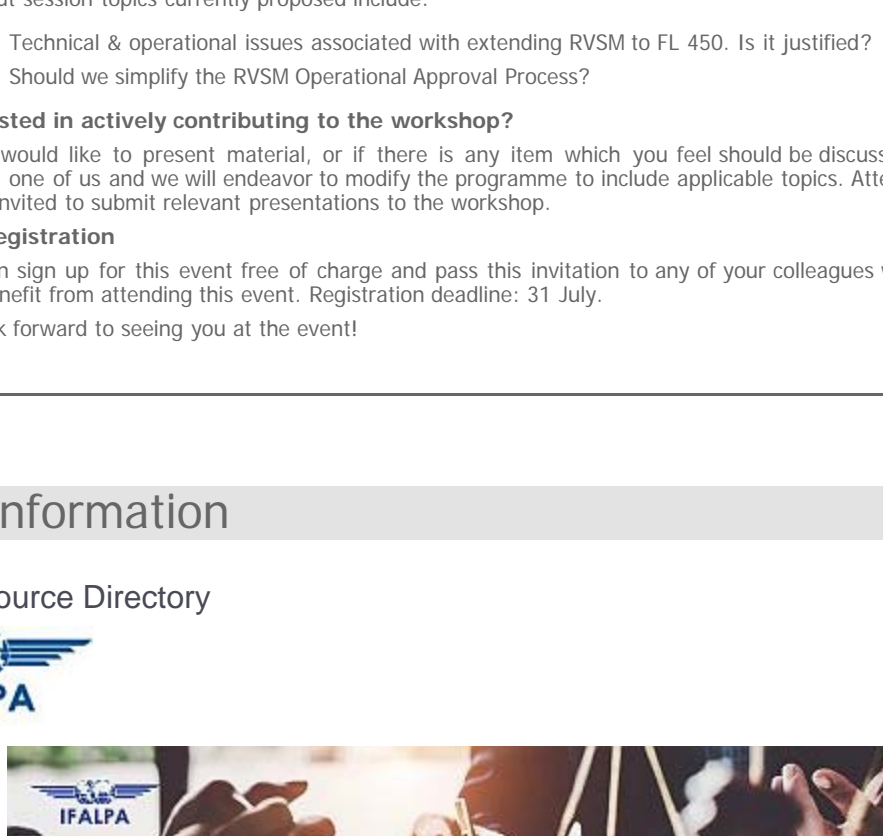 session topics currently proposed include:
Technical & operational issues associated with extending RVSM to FL 450. Is it justified?
Should we simplify the RVSM Operational Approval Process?
sted in actively contributing to the workshop?
would like to present material, or if there is any item which you feel should be discuss
one of us and we will endeavor to modify the programme to include applicable topics. Atte
nvited to submit relevant presentations to the workshop.
egistration
n sign up for this event free of charge and pass this invitation to any of your colleagues
nefit from attending this event. Registration deadline: 31 July.
k forward to seeing you at the event!
nformation
ource Directory
PA
IFALPA